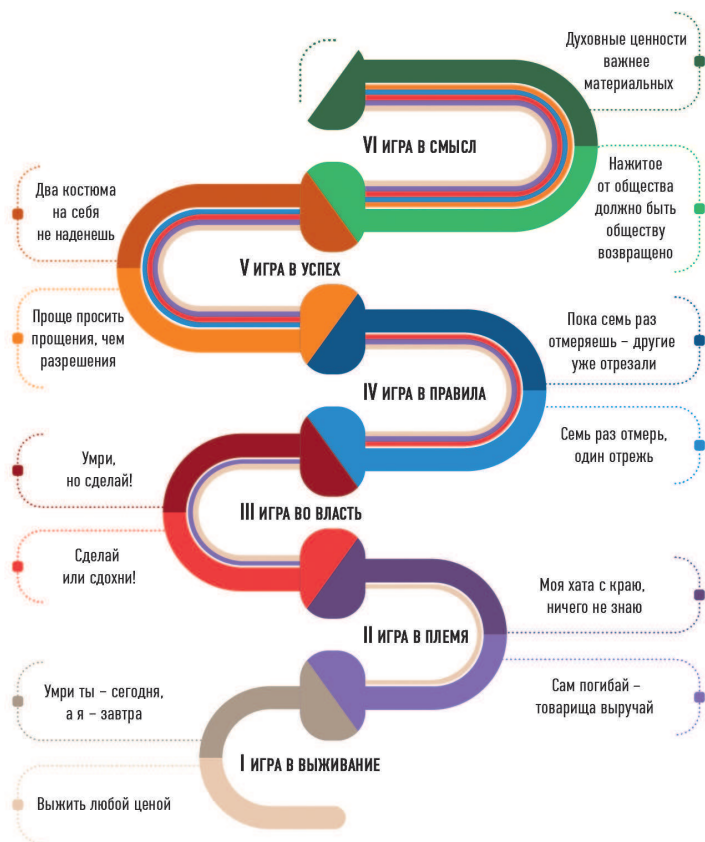 Духовные ценности
важнее
материальных
VI ИГРА В СМЫСЛ
Нажитое
от общества
должно быть
обществу
возвращено
Два костюма
на себя
не наденешь
V ИГРА В УСПЕХ
Проще просить
прощения, чем
разрешения
Пока семь раз
отмеряешь – другие
уже отрезали
IV ИГРА В ПРАВИЛА
Семь раз отмерь,
один отрежь
Умри,
но сделай!
III ИГРА ВО ВЛАСТЬ
Сделай
или сдохни!
Моя хата с краю,
ничего не знаю
II ИГРА В ПЛЕМЯ
Сам погибай –
товарища выручай
Умри ты – сегодня,
а я – завтра
I ИГРА В ВЫЖИВАНИЕ
Выжить любой ценой